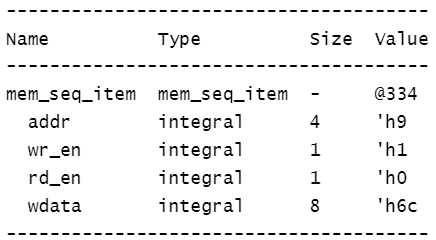 ----------------------------------------
Name          Type          Size  Value
----------------------------------------
mem_seq_item  mem_seq_item  -     @334
  addr        integral      4     'h9
  wr_en       integral      1     'h1
  rd_en       integral      1     'h0
  wdata       integral      8     'h6c
----------------------------------------